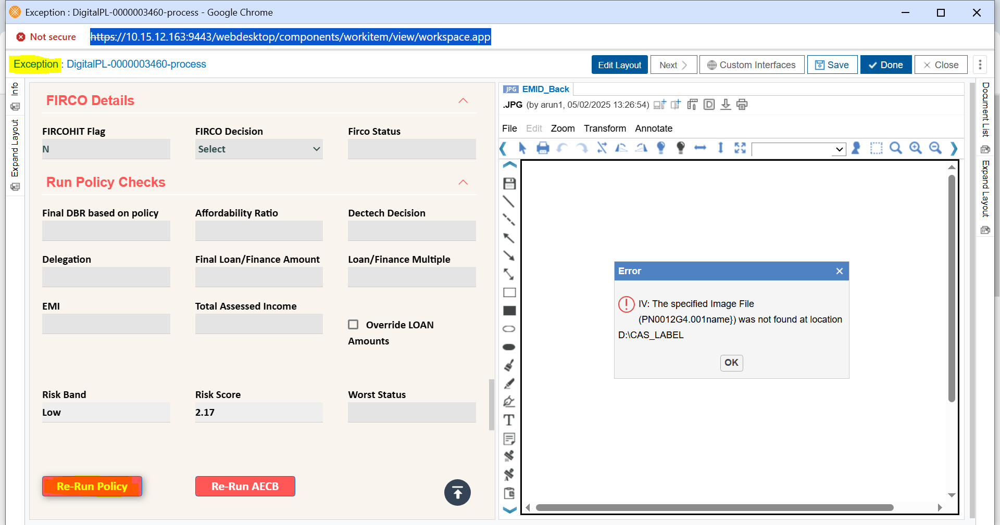 Exception : DigitalPL-0000003460-process - Google Chrome
Not secure
https://10.15.12.163:9443/webdesktop/components/workitem/view/workspace.app
Exception : DigitalPL-0000003460-process
Edit Layout
Next
Custom Interfaces
Save
Done
Close
Info
Expand Layout
FIRCO Details
FIRCOHIT Flag
FIRCO Decision
Firco Status
N
Select
Run Policy Checks
Final DBR based on policy
Affordability Ratio
Dectech Decision
Delegation
Final Loan/Finance Amount
Loan/Finance Multiple
EMI
Total Assessed Income
Override LOAN
Amounts
Risk Band
Risk Score
Worst Status
Low
2.17
Re-Run Policy
Re-Run AECB
JPG EMID_Back
.JPG (by arun1, 05/02/2025 13:26:54)
D
File Edit Zoom Transform Annotate
T
Error
IV: The specified Image File
(PN0012G4.001name}) was not found at location
D:\CAS_LABEL
OK
Document List
Expand Layout